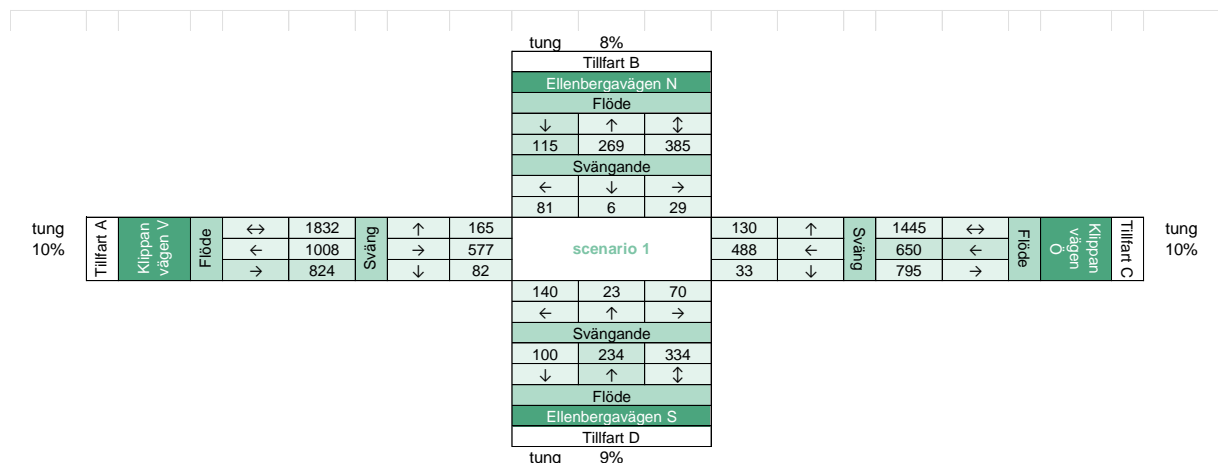 tung 8%
Tillfart B
Ellenbergavägen N
Flöde
↓ ↑ ↕
115 269 385
Svängande
← ↓ →
81 6 29
tung
10%
Tillfart A
Klippan
vägen V
Flöde
↔ 1832
← 1008
→ 824
Sväng
↑ 165
→ 577
↓ 82
scenario 1
130 ↑
488 ←
33 ↓
Sväng
1445 ↔
650 ←
795 →
Flöde
Klippan
vägen
Ö
Tillfart C
tung
10%
140 23 70
← ↑ →
Svängande
100 234 334
↓ ↑ ↕
Flöde
Ellenbergavägen S
Tillfart D
tung 9%